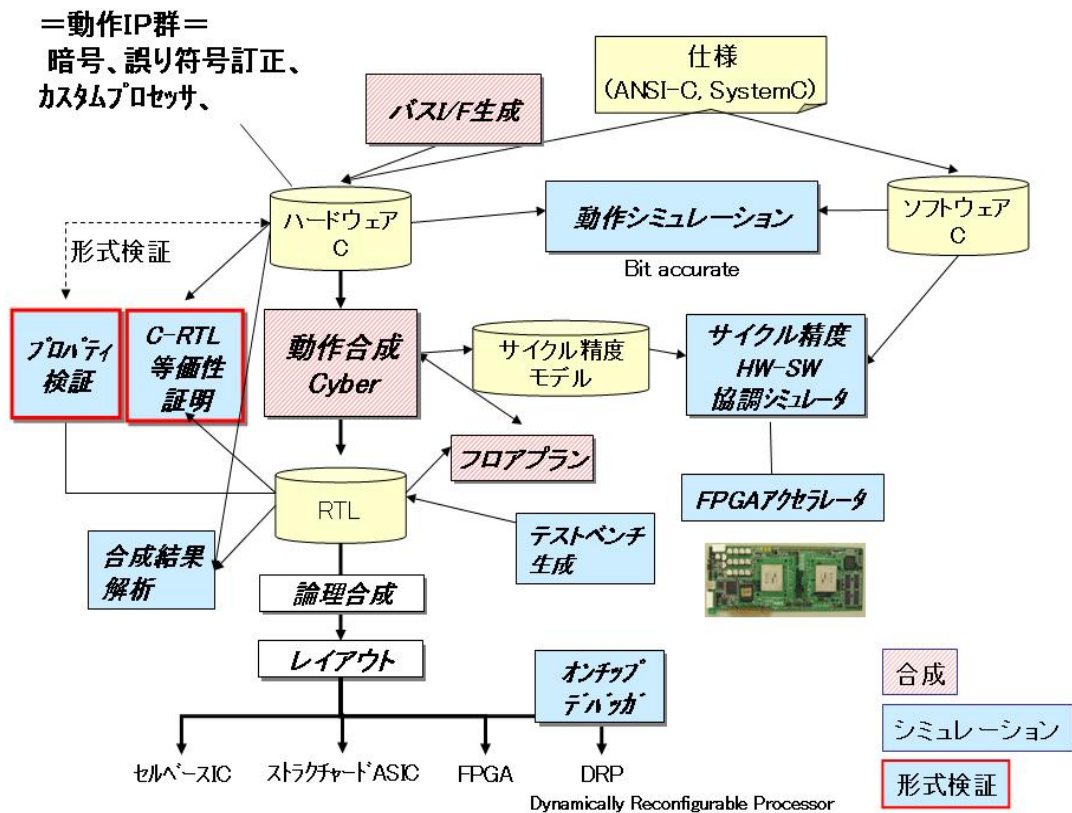 ＝動作IP群＝
暗号、誤り符号訂正、
カスタムプロセッサ、
仕様
(ANSI-C, SystemC)
バスI/F生成
ハードウェア
C
動作シミュレーション
Bit accurate
ソフトウェア
C
形式検証
プロパティ
検証
C-RTL
等価性
証明
動作合成
Cyber
サイクル精度
モデル
サイクル精度
HW-SW
協調シミュレータ
フロアプラン
RTL
FPGAアクセラレータ
合成結果
解析
テストベンチ
生成
論理合成
レイアウト
オンチップ
デバッガ
合成
シミュレーション
形式検証
セルベースIC
ストラクチャードASIC
FPGA
DRP
Dynamically Reconfigurable Processor